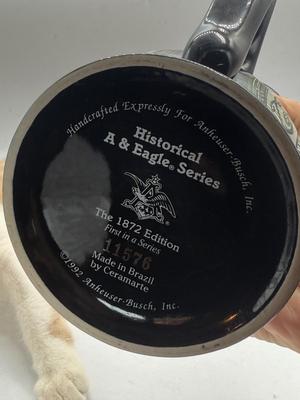 Handcrafted Expressly For Anheuser-Busch, Inc.
Historical
A & Eagle® Series
The 1872 Edition
First in a Series
11576
Made in Brazil
by Ceramarte
©1992 Anheuser-Busch, Inc.